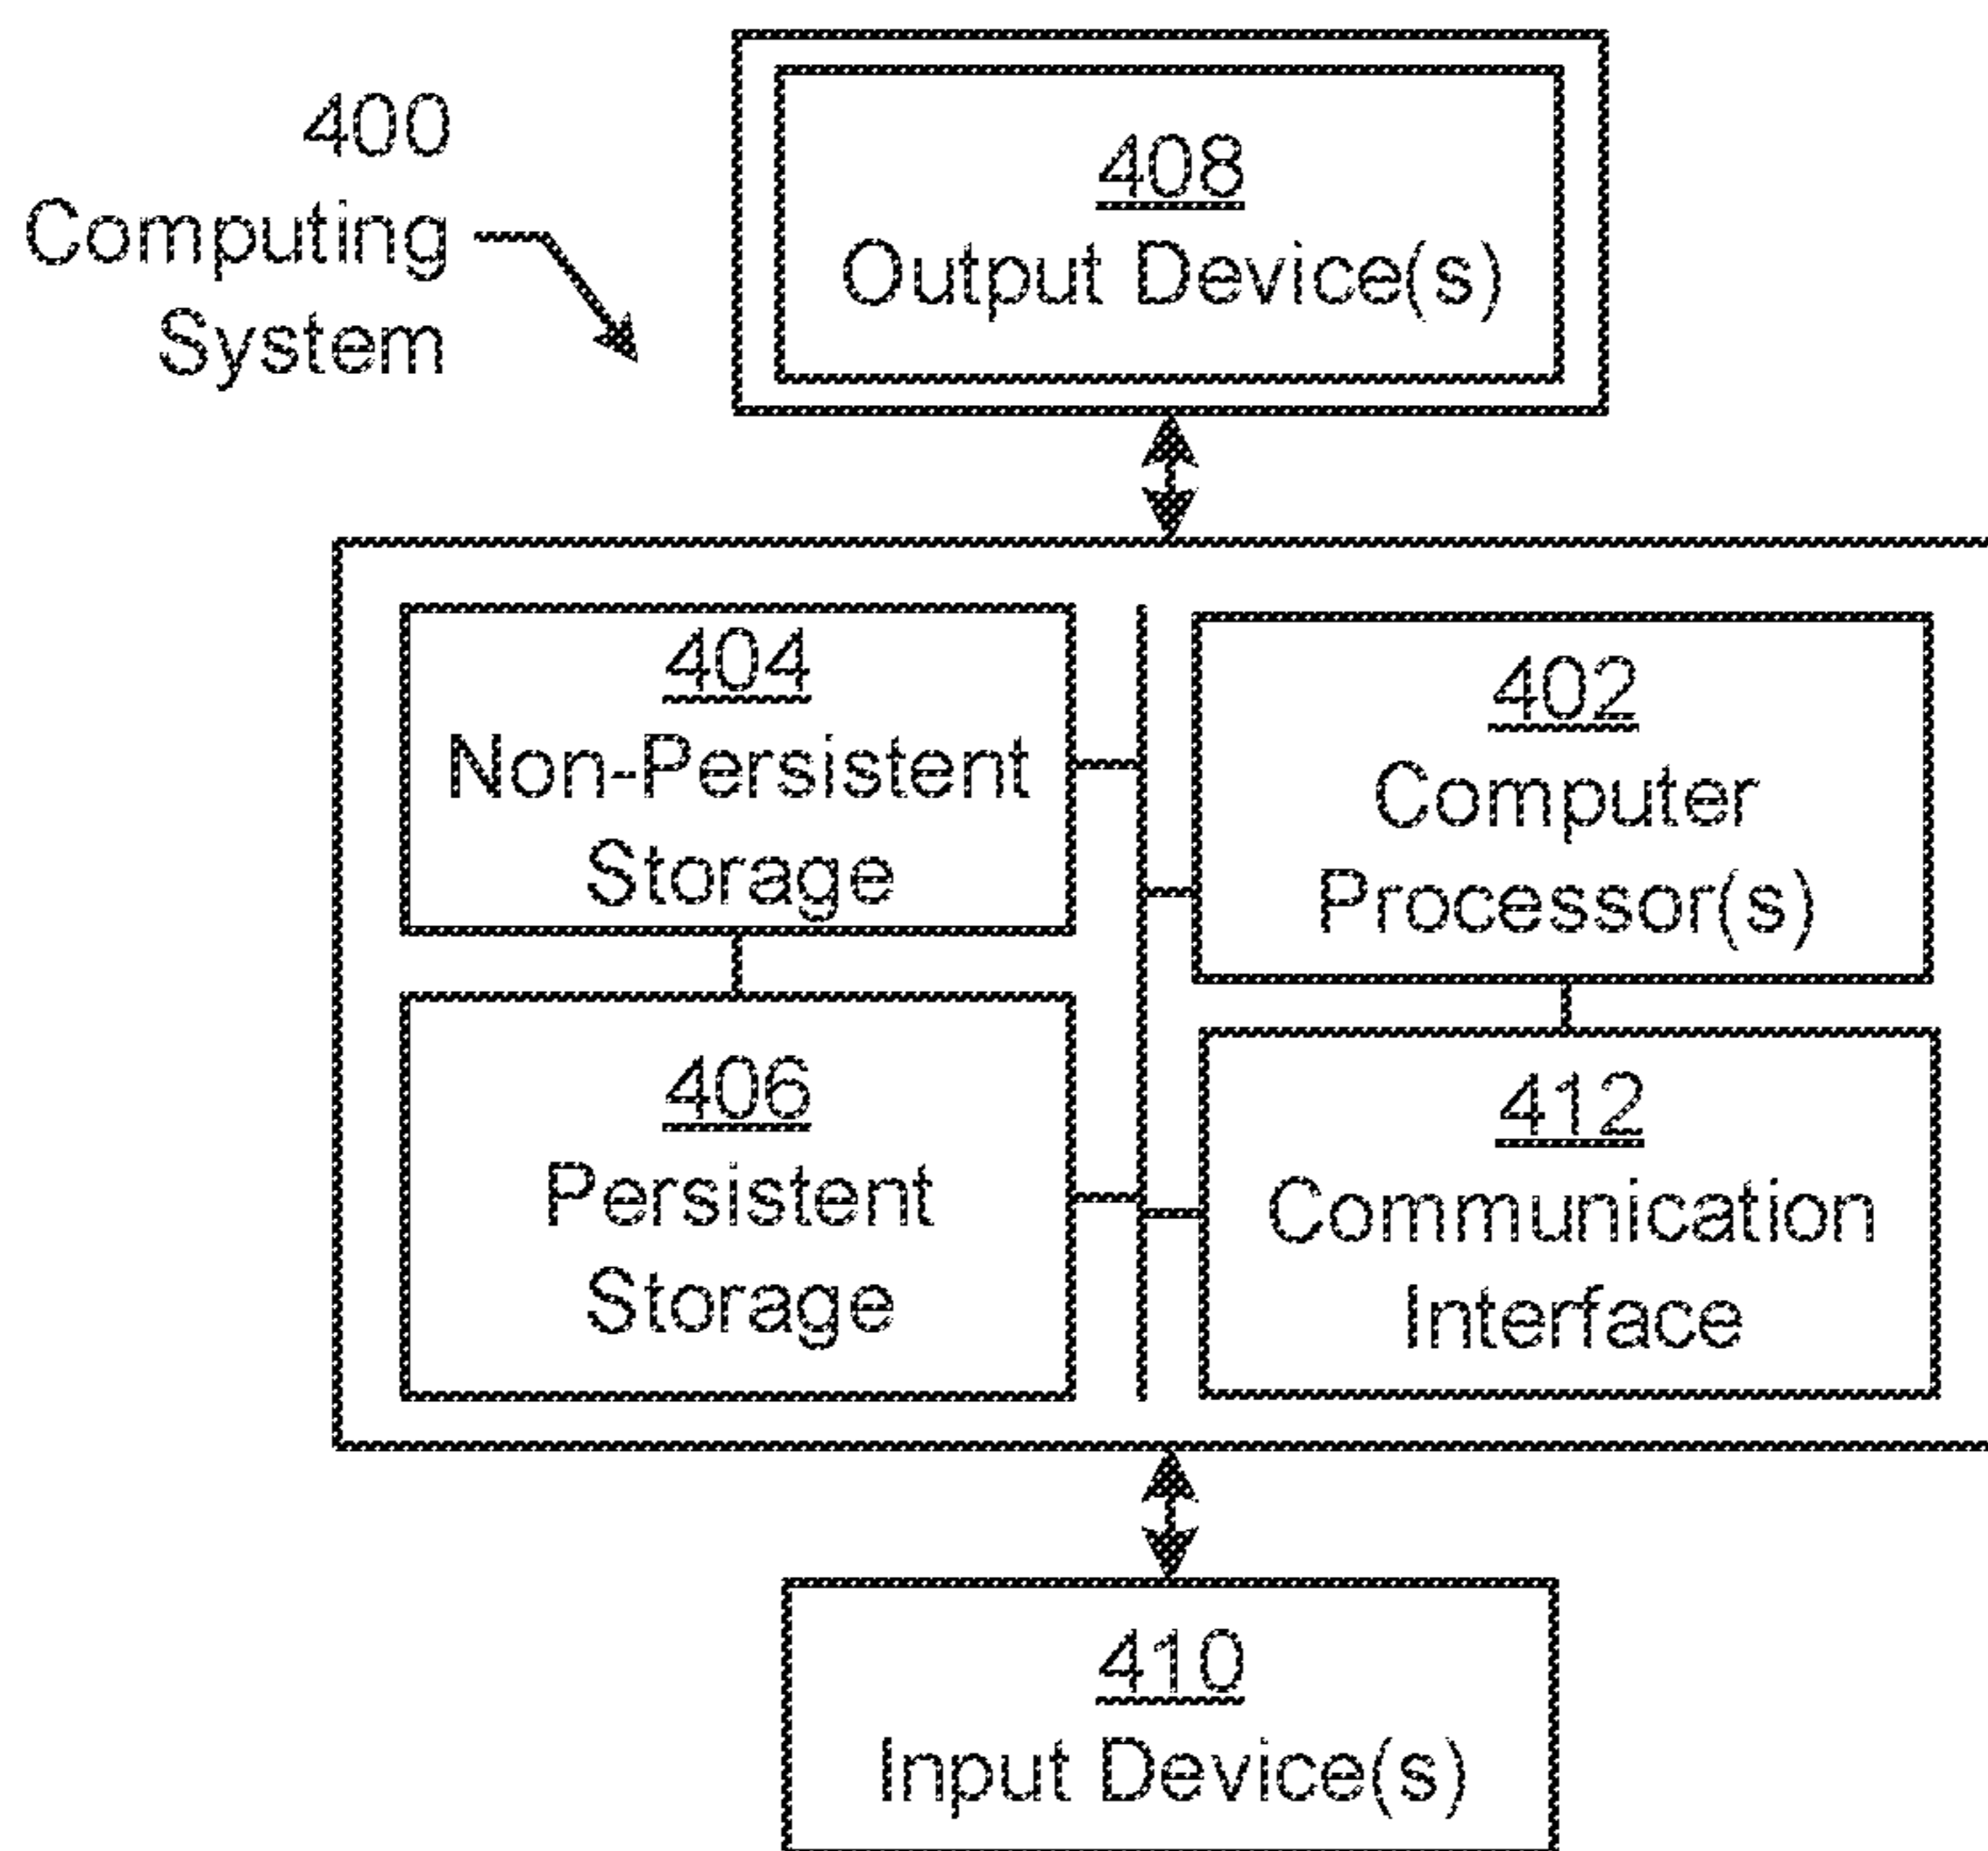 400
Computing
System
408
Output Device(s)
404
Non-Persistent
Storage
402
Computer
Processor(s)
406
Persistent
Storage
412
Communication
Interface
410
Input Device(s)